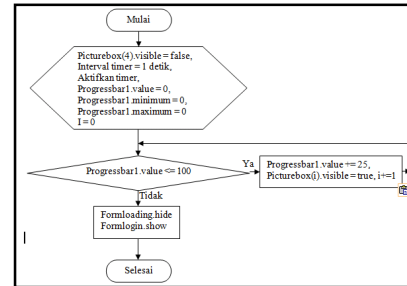 Mulai
Picturebox(4).visible = false,
Interval timer = 1 detik,
Aktifkan timer,
Progressbar1.value = 0,
Progressbar1.minimum = 0,
Progressbar1.maximum = 0
I = 0
Progressbar1.value <= 100
Ya
Progressbar1.value += 25,
Picturebox(i).visible = true, i+=1
Tidak
Formloading.hide
Formlogin.show
Selesai